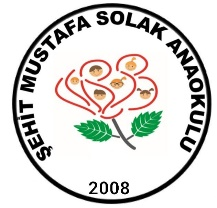 ŞEHİT MUSTAFA SOLAK ANAOKULU
2008